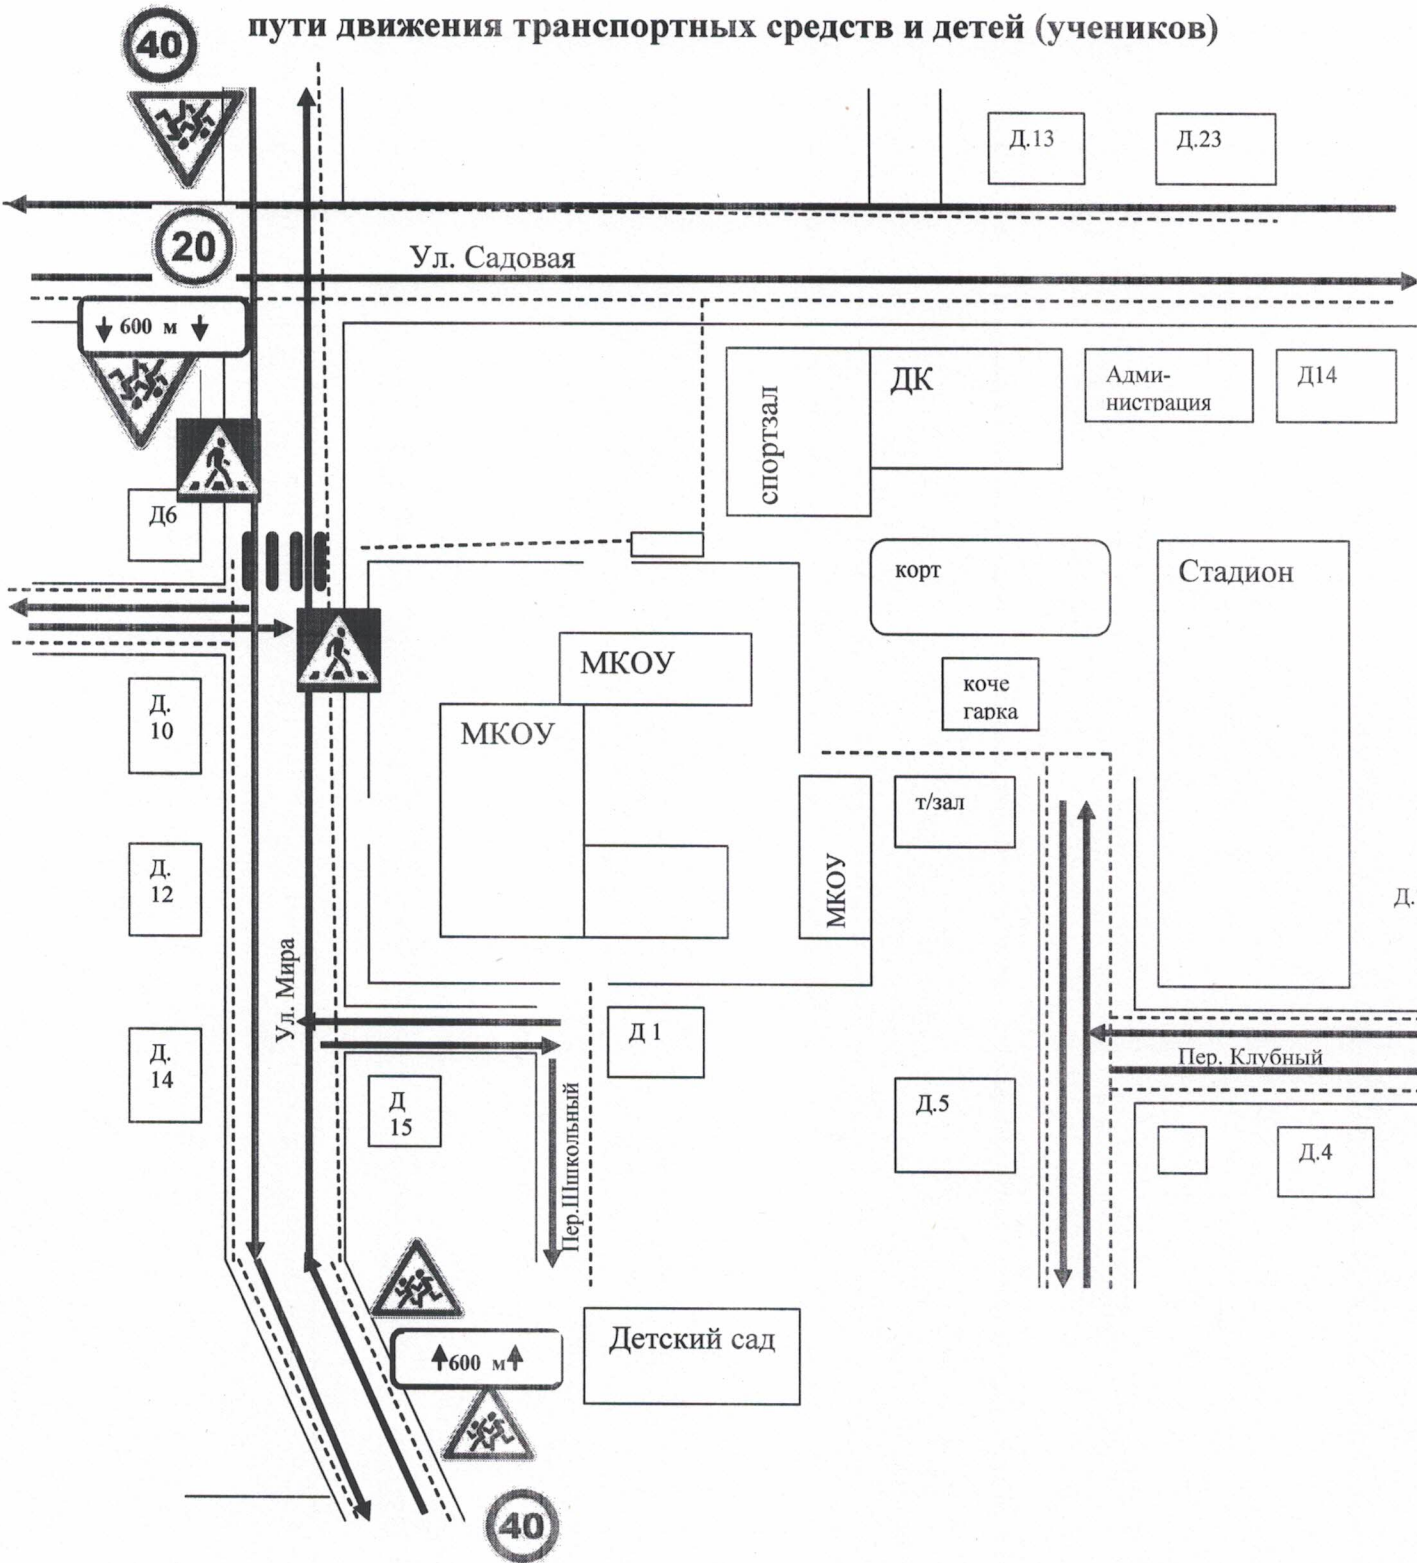 пути движения транспортных средств и детей (учеников)
40
Д.13
Д.23
20
Ул. Садовая
600 м
ДК
спортзал
Адми-
нистрация
Д14
Д6
корт
Стадион
МКОУ
коче
гарка
Д.
10
МКОУ
т/зал
МКОУ
Д.
12
Д.
Ул. Мира
Д 1
Д.
14
Пер. Клубный
Д
15
Д.5
Пер.Шшкольный
Д.4
Детский сад
600 м
40